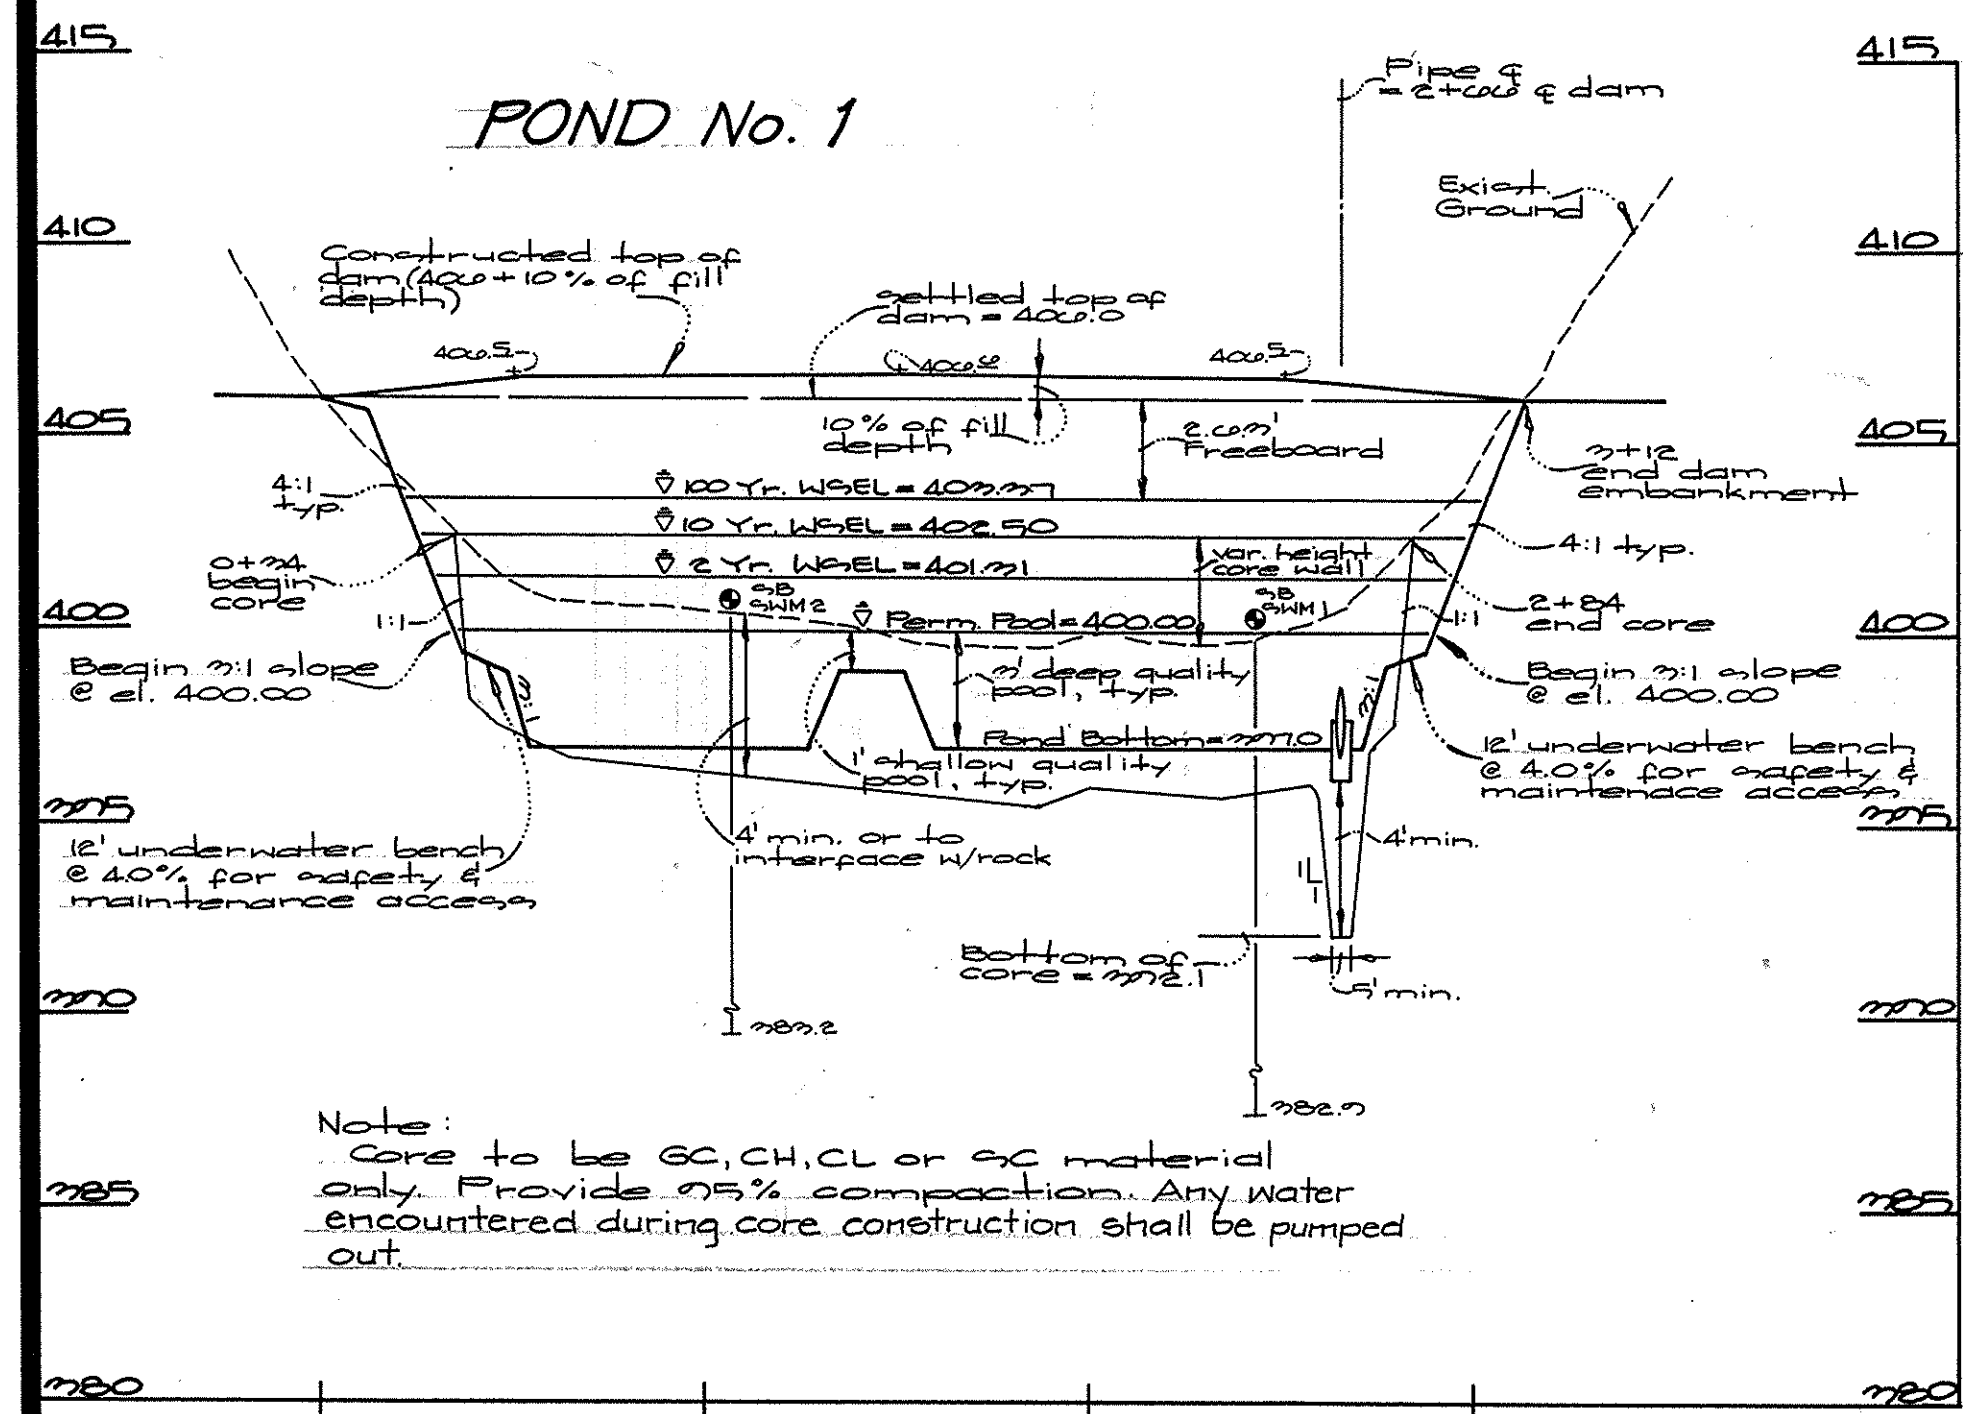 415
415
Pipe ℄
= 2+66 ℄ dam
POND No. 1
Exist
Ground
410
410
Constructed top of
dam (406 + 10% of fill
depth)
settled top of
dam = 406.0
406.5
406.6
406.5
405
405
10% of fill
depth
2.63'
Freeboard
3+12
end dam
embankment
4:1
typ.
100 Yr. WSEL = 403.37
10 Yr. WSEL = 402.50
4:1 typ.
var. height
core wall
0+34
begin
core
2 Yr. WSEL = 401.31
SB
SWM 2
SB
SWM 1
2+84
end core
400
400
1:1
Perm. Pool = 400.00
1:1
Begin 3:1 slope
@ el. 400.00
3' deep quality
pool, typ.
Begin 3:1 slope
@ el. 400.00
3:1
3:1
Pond Bottom = 397.0
1' shallow quality
pool, typ.
12' underwater bench
@ 4.0% for safety &
maintenace access
395
395
4' min. or to
interface w/rock
4' min.
12' underwater bench
@ 4.0% for safety &
maintenance access
1
1
Bottom of
core = 392.1
5' min.
390
390
383.2
382.9
Note:
Core to be GC, CH, CL or SC material
only. Provide 95% compaction. Any water
encountered during core construction shall be pumped
out.
385
385
380
380